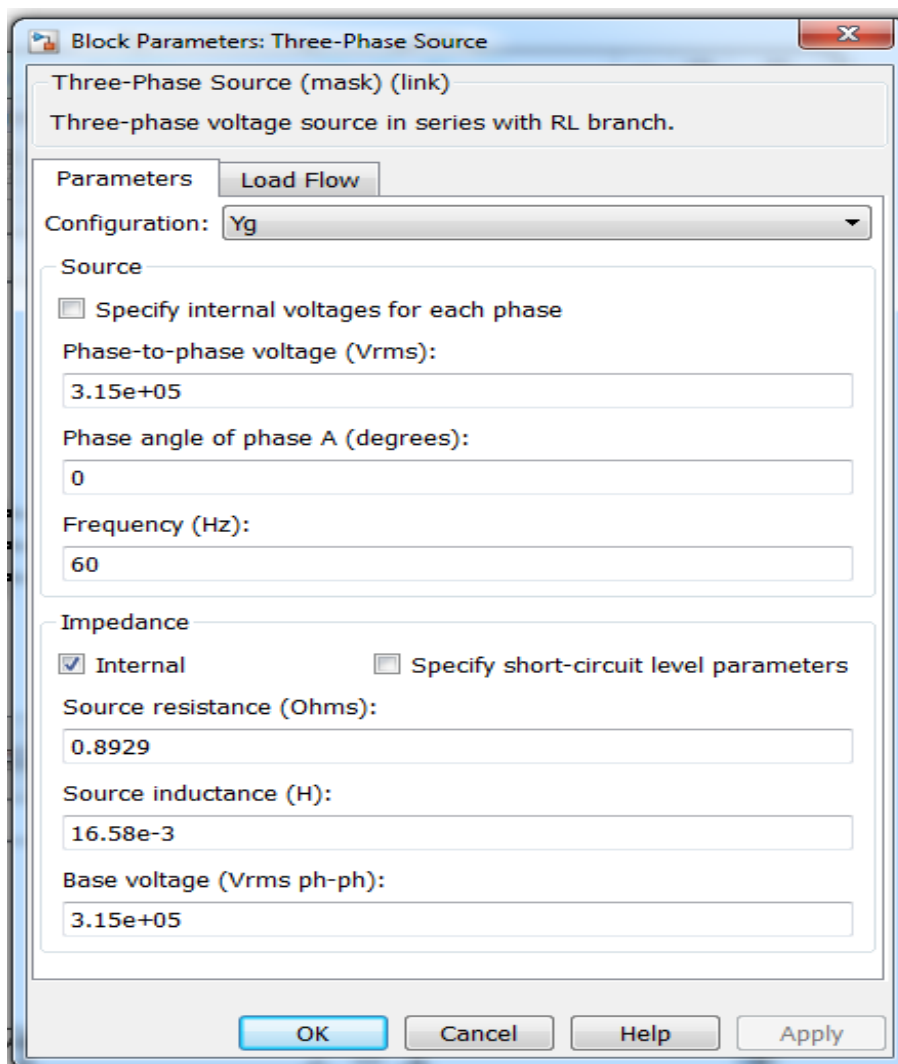 Block Parameters: Three-Phase Source
Three-Phase Source (mask) (link)
Three-phase voltage source in series with RL branch.
Parameters Load Flow
Configuration: Yg
Source
Specify internal voltages for each phase
Phase-to-phase voltage (Vrms):
3.15e+05
Phase angle of phase A (degrees):
0
Frequency (Hz):
60
Impedance
Internal Specify short-circuit level parameters
Source resistance (Ohms):
0.8929
Source inductance (H):
16.58e-3
Base voltage (Vrms ph-ph):
3.15e+05
OK Cancel Help Apply